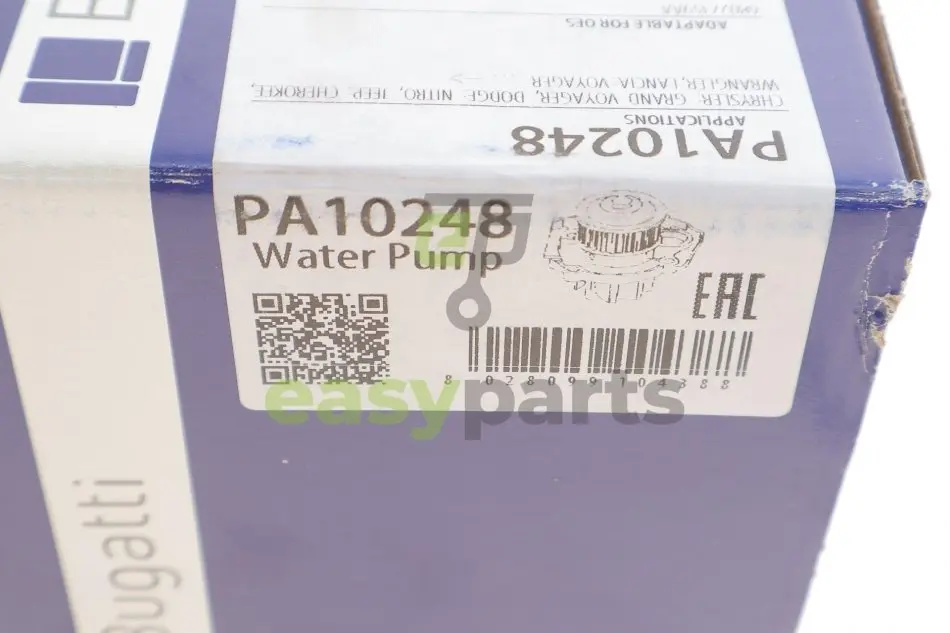 ADAPTABLE FOR OES
WRANGLER, LANCIA VOYAGER
CHRYSLER GRAND VOYAGER, DODGE NITRO, JEEP CHEROKEE,
APPLICATIONS
PA10248
PA10248
Water Pump
EAC
8 028099 104388
easyparts
Bugatti